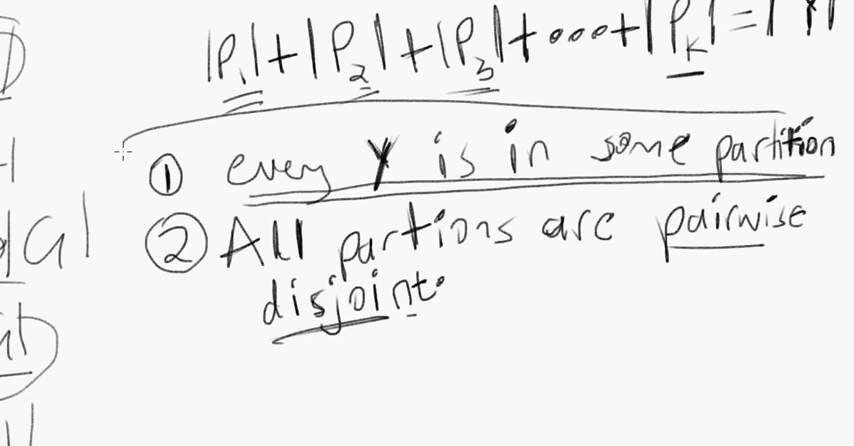 |P₁|+|P₂|+|P₃|+...+|Pₖ|=|Y|
① every Y is in some partition
② All partions are pairwise
disjoint.